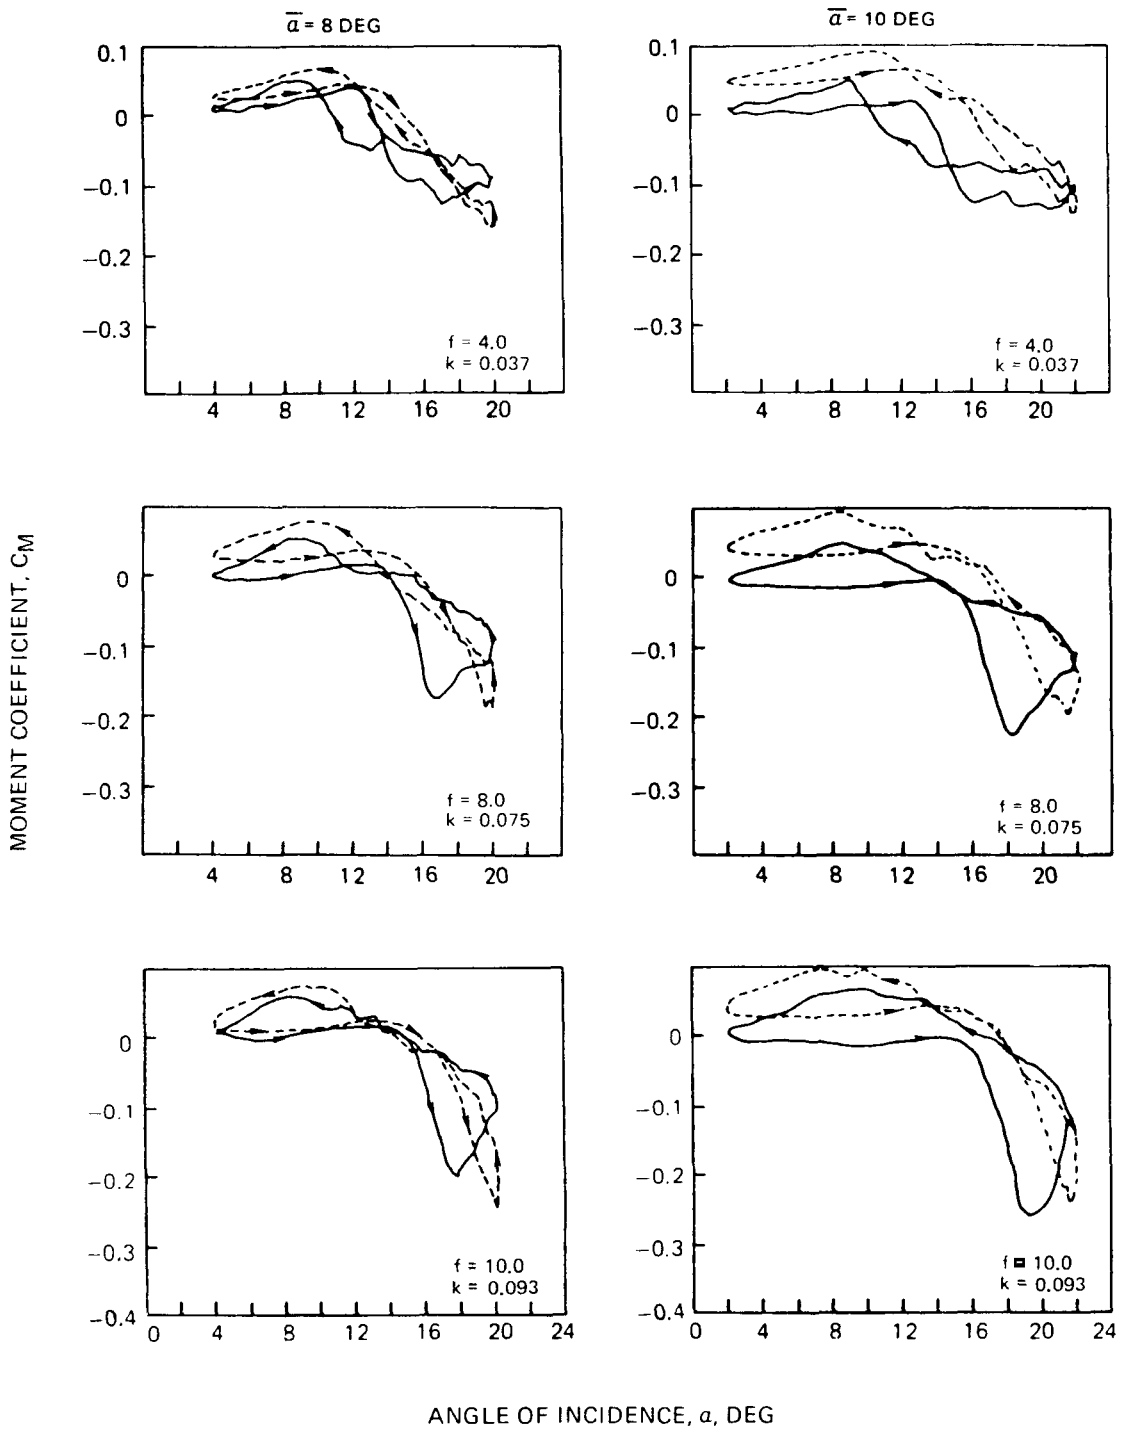 a̅ = 8 DEG
a̅ = 10 DEG
0.1
0
−0.1
−0.2
−0.3
f = 4.0
k = 0.037
4 8 12 16 20
0.1
0
−0.1
−0.2
−0.3
f = 4.0
k = 0.037
4 8 12 16 20
MOMENT COEFFICIENT, CM
0
−0.1
−0.2
−0.3
f = 8.0
k = 0.075
4 8 12 16 20
0
−0.1
−0.2
−0.3
f = 8.0
k = 0.075
4 8 12 16 20
0
−0.1
−0.2
−0.3
−0.4
f = 10.0
k = 0.093
0 4 8 12 16 20 24
0
−0.1
−0.2
−0.3
−0.4
f = 10.0
k = 0.093
0 4 8 12 16 20 24
ANGLE OF INCIDENCE, a, DEG